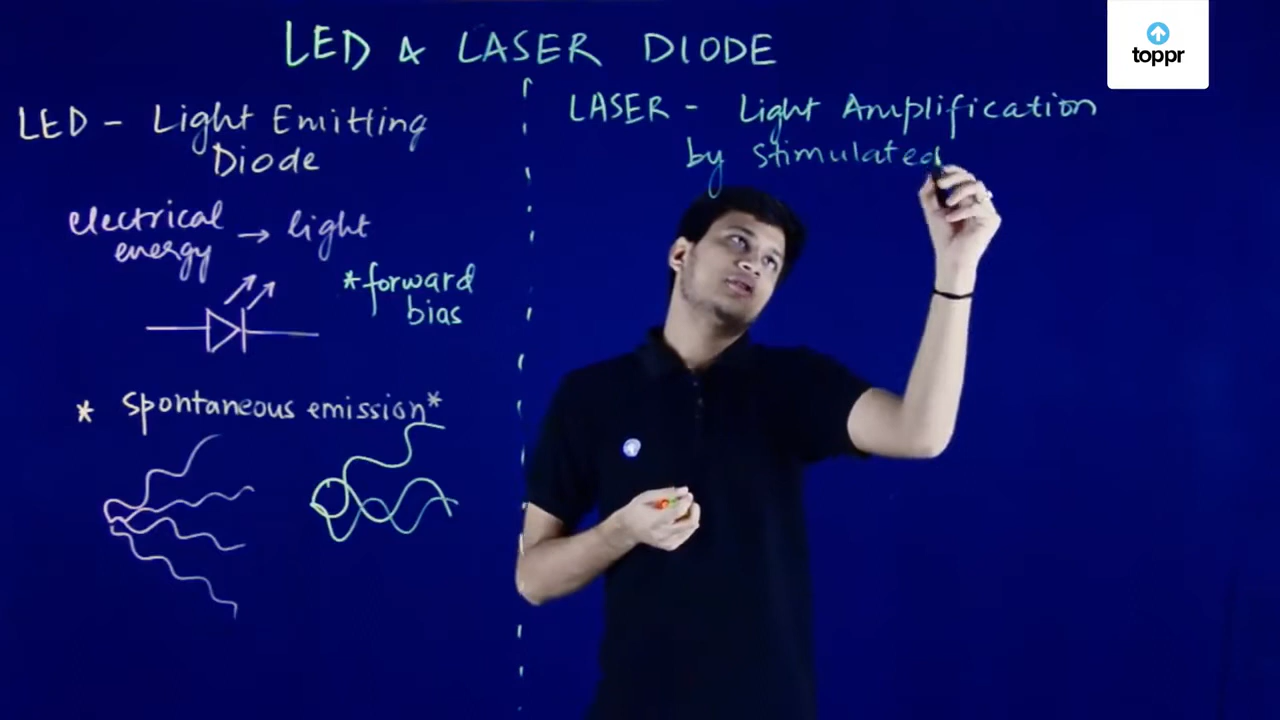 LED & LASER DIODE
toppr
LED - Light Emitting
Diode
electrical
energy → light
*forward
bias
* Spontaneous emission*
LASER - Light Amplification
by Stimulated